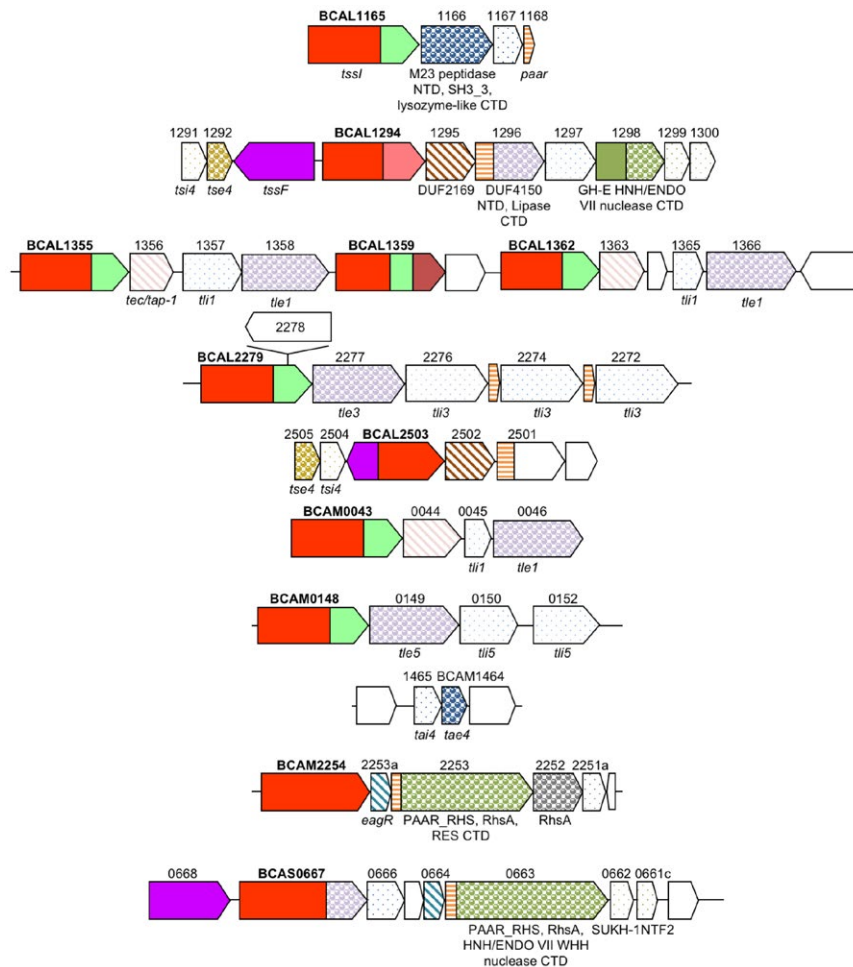 BCAL1165 1166 1167 1168
tssI M23 peptidase paar
NTD, SH3_3,
lysozyme-like CTD
1291 1292 BCAL1294 1295 1296 1297 1298 1299 1300
tsi4 tse4 tssF DUF2169 DUF4150 GH-E HNH/ENDO
NTD, Lipase VII nuclease CTD
CTD
BCAL1355 1356 1357 1358 BCAL1359 BCAL1362 1363 1365 1366
tec/tap-1 tli1 tle1 tli1 tle1
2278
BCAL2279 2277 2276 2274 2272
tle3 tli3 tli3 tli3
2505 2504 BCAL2503 2502 2501
tse4 tsi4
BCAM0043 0044 0045 0046
tli1 tle1
BCAM0148 0149 0150 0152
tle5 tli5 tli5
1465 BCAM1464
tai4 tae4
BCAM2254 2253a 2253 2252 2251a
eagR PAAR_RHS, RhsA, RhsA
RES CTD
0668 BCAS0667 0666 0664 0663 0662 0661c
PAAR_RHS, RhsA, SUKH-1NTF2
HNH/ENDO VII WHH
nuclease CTD